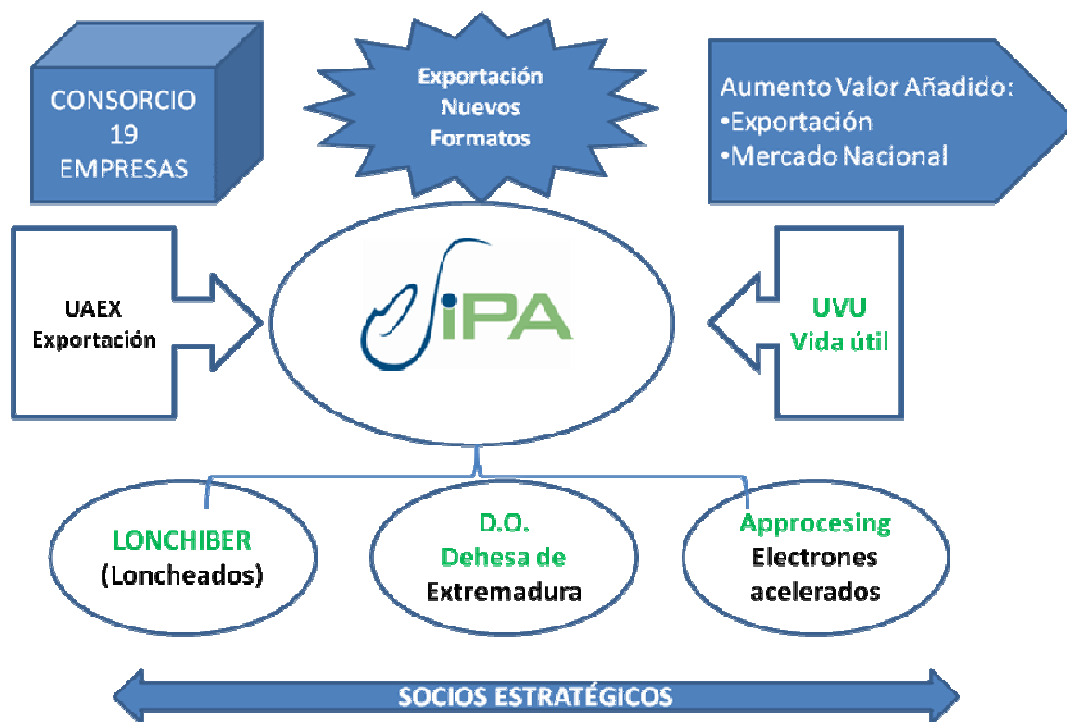 CONSORCIO
19
EMPRESAS
Exportación
Nuevos
Formatos
Aumento Valor Añadido:
•Exportación
•Mercado Nacional
UAEX
Exportación
iPA
UVU
Vida útil
LONCHIBER
(Loncheados)
D.O.
Dehesa de
Extremadura
Approcesing
Electrones
acelerados
SOCIOS ESTRATÉGICOS